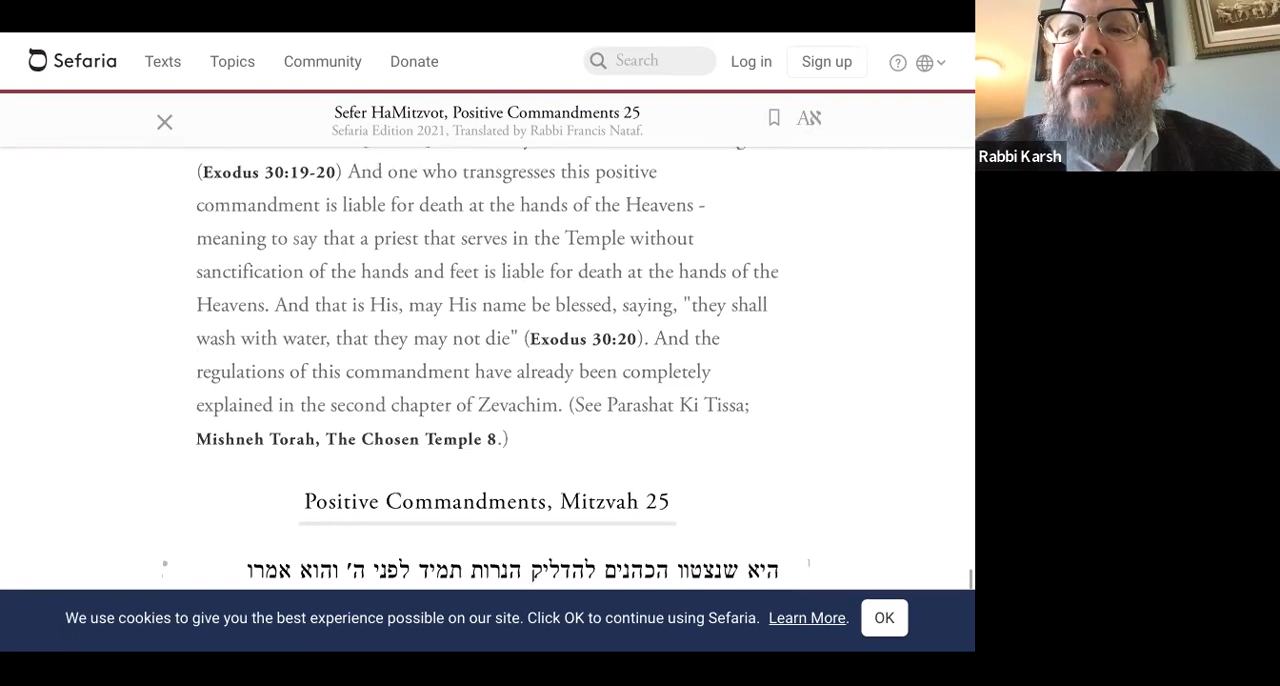 Sefaria
Texts
Topics
Community
Donate
Search
Log in
Sign up
Sefer HaMitzvot, Positive Commandments 25
Sefaria Edition 2021, Translated by Rabbi Francis Nataf.
Aא
(Exodus 30:19-20) And one who transgresses this positive
commandment is liable for death at the hands of the Heavens -
meaning to say that a priest that serves in the Temple without
sanctification of the hands and feet is liable for death at the hands of the
Heavens. And that is His, may His name be blessed, saying, "they shall
wash with water, that they may not die" (Exodus 30:20). And the
regulations of this commandment have already been completely
explained in the second chapter of Zevachim. (See Parashat Ki Tissa;
Mishneh Torah, The Chosen Temple 8.)
Positive Commandments, Mitzvah 25
היא שנצטוו הכהנים להדליק הנרות תמיד לפני ה' והוא אמרו
We use cookies to give you the best experience possible on our site. Click OK to continue using Sefaria. Learn More.
OK
Rabbi Karsh